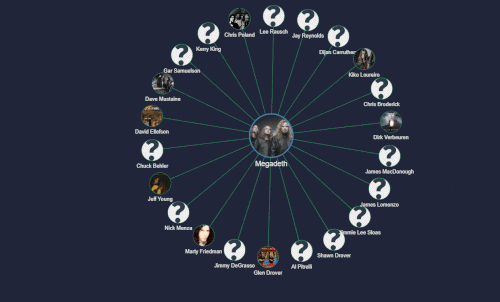 Lee Rausch
Jay Reynolds
Chris Poland
Kerry King
Dijon Carruthers
Gar Samuelson
Kiko Loureiro
Dave Mustaine
Chris Broderick
David Ellefson
Dirk Verbeuren
Megadeth
Chuck Behler
James MacDonough
Jeff Young
James Lomenzo
Nick Menza
Jimmie Lee Sloas
Marty Friedman
Shawn Drover
Jimmy DeGrasso
Al Pitrelli
Glen Drover